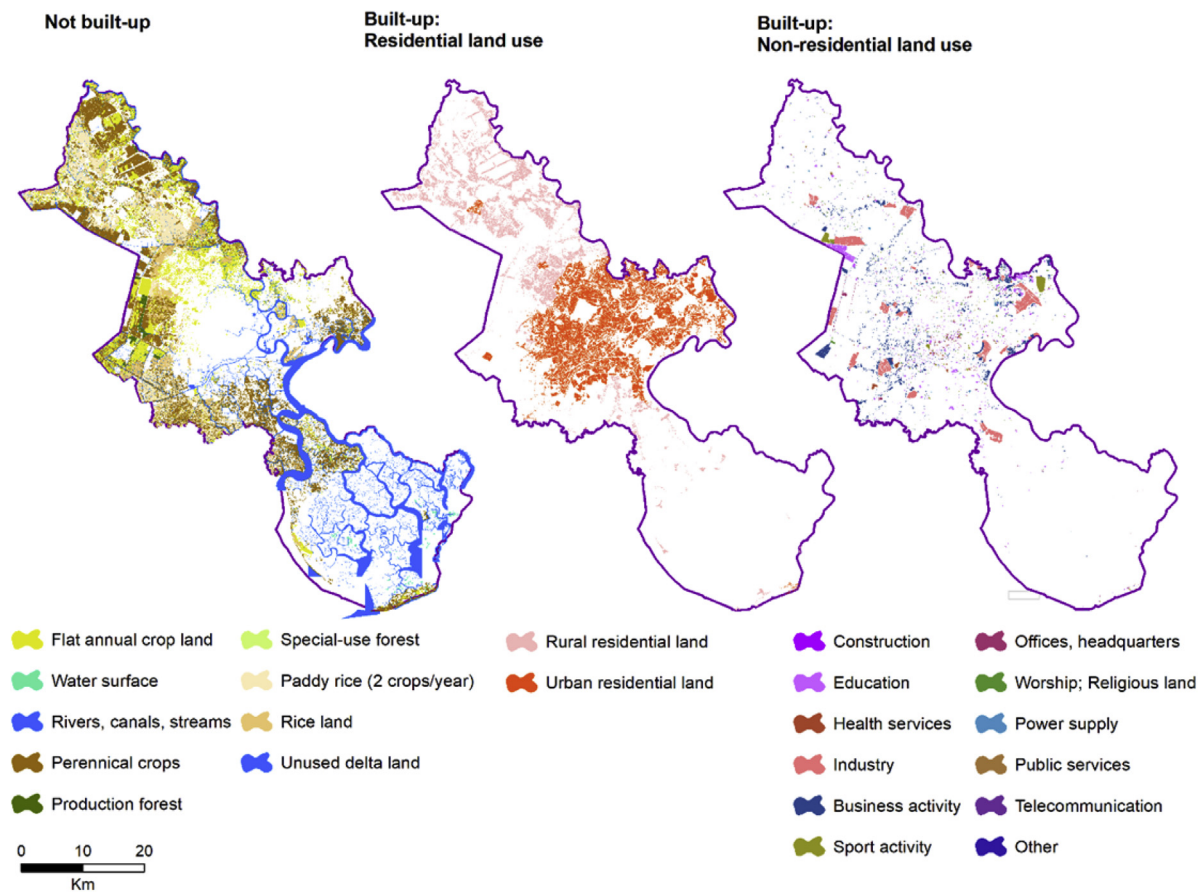 Not built-up
Built-up:
Residential land use
Built-up:
Non-residential land use
Flat annual crop land
Water surface
Rivers, canals, streams
Perennical crops
Production forest
Special-use forest
Paddy rice (2 crops/year)
Rice land
Unused delta land
Rural residential land
Urban residential land
Construction
Education
Health services
Industry
Business activity
Sport activity
Offices, headquarters
Worship; Religious land
Power supply
Public services
Telecommunication
Other
0 10 20
Km